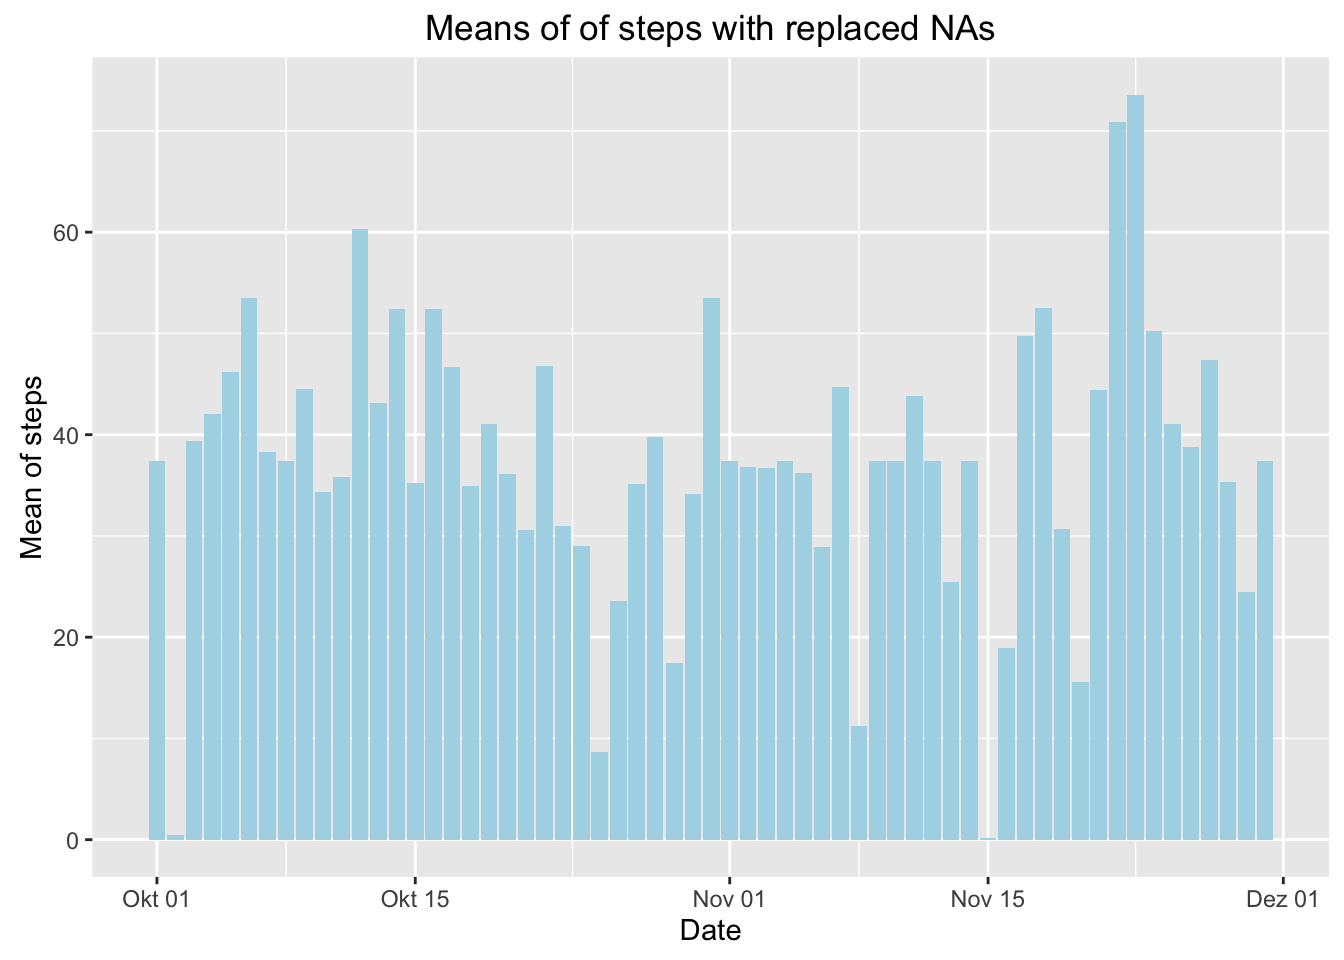 Means of of steps with replaced NAs
Mean of steps
60
40
20
0
Okt 01
Okt 15
Nov 01
Nov 15
Dez 01
Date